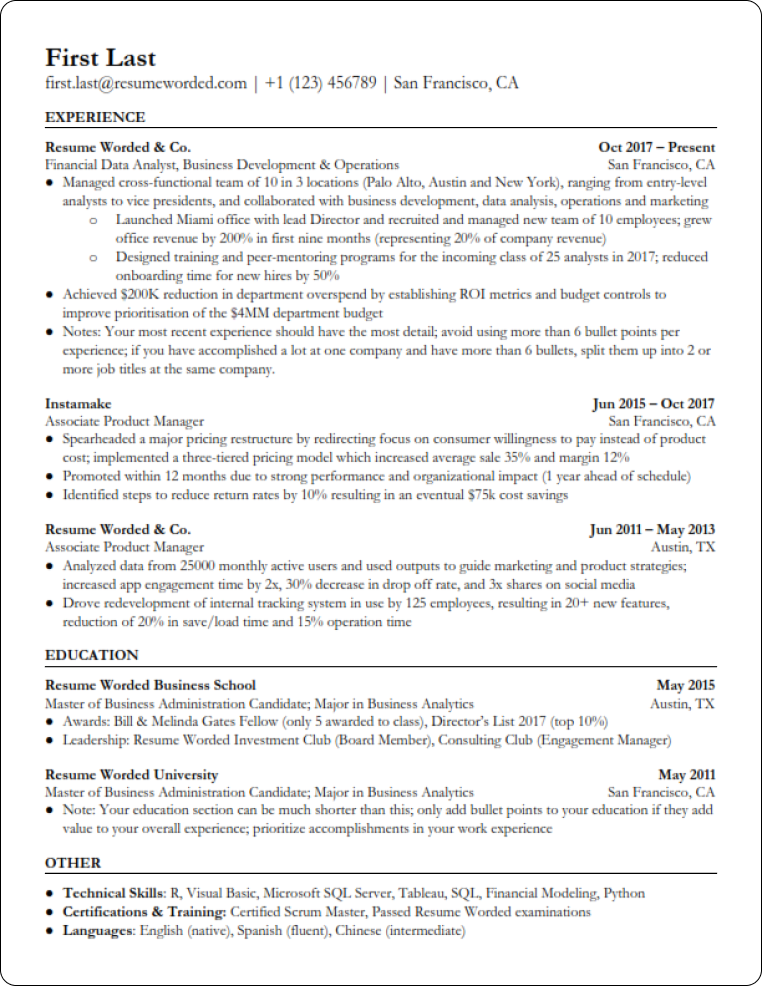 First Last
first.last@resumeworded.com | +1 (123) 456789 | San Francisco, CA
EXPERIENCE
Resume Worded & Co. Oct 2017 – Present
Financial Data Analyst, Business Development & Operations San Francisco, CA
● Managed cross-functional team of 10 in 3 locations (Palo Alto, Austin and New York), ranging from entry-level
analysts to vice presidents, and collaborated with business development, data analysis, operations and marketing
o Launched Miami office with lead Director and recruited and managed new team of 10 employees; grew
office revenue by 200% in first nine months (representing 20% of company revenue)
o Designed training and peer-mentoring programs for the incoming class of 25 analysts in 2017; reduced
onboarding time for new hires by 50%
● Achieved $200K reduction in department overspend by establishing ROI metrics and budget controls to
improve prioritisation of the $4MM department budget
● Notes: Your most recent experience should have the most detail; avoid using more than 6 bullet points per
experience; if you have accomplished a lot at one company and have more than 6 bullets, split them up into 2 or
more job titles at the same company.
Instamake Jun 2015 – Oct 2017
Associate Product Manager San Francisco, CA
● Spearheaded a major pricing restructure by redirecting focus on consumer willingness to pay instead of product
cost; implemented a three-tiered pricing model which increased average sale 35% and margin 12%
● Promoted within 12 months due to strong performance and organizational impact (1 year ahead of schedule)
● Identified steps to reduce return rates by 10% resulting in an eventual $75k cost savings
Resume Worded & Co. Jun 2011 – May 2013
Associate Product Manager Austin, TX
● Analyzed data from 25000 monthly active users and used outputs to guide marketing and product strategies;
increased app engagement time by 2x, 30% decrease in drop off rate, and 3x shares on social media
● Drove redevelopment of internal tracking system in use by 125 employees, resulting in 20+ new features,
reduction of 20% in save/load time and 15% operation time
EDUCATION
Resume Worded Business School May 2015
Master of Business Administration Candidate; Major in Business Analytics Austin, TX
● Awards: Bill & Melinda Gates Fellow (only 5 awarded to class), Director's List 2017 (top 10%)
● Leadership: Resume Worded Investment Club (Board Member), Consulting Club (Engagement Manager)
Resume Worded University May 2011
Master of Business Administration Candidate; Major in Business Analytics San Francisco, CA
● Note: Your education section can be much shorter than this; only add bullet points to your education if they add
value to your overall experience; prioritize accomplishments in your work experience
OTHER
● Technical Skills: R, Visual Basic, Microsoft SQL Server, Tableau, SQL, Financial Modeling, Python
● Certifications & Training: Certified Scrum Master, Passed Resume Worded examinations
● Languages: English (native), Spanish (fluent), Chinese (intermediate)